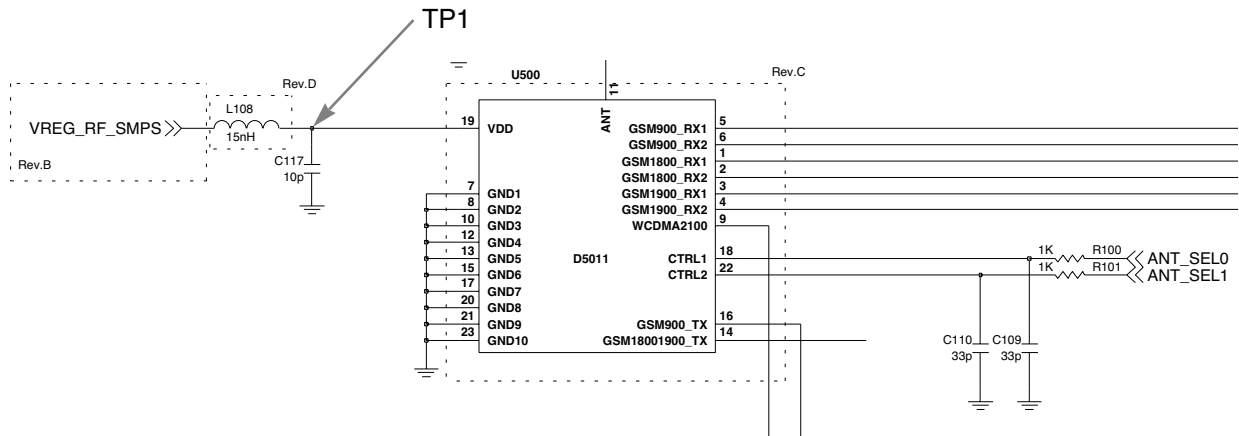 TP1
U500
Rev.C
Rev.D
L108
15nH
VREG_RF_SMPS
Rev.B
C117
10p
19 VDD
11
ANT
GSM900_RX1 5
GSM900_RX2 6
GSM1800_RX1 1
GSM1800_RX2 2
GSM1900_RX1 3
GSM1900_RX2 4
WCDMA2100 9
7 GND1
8 GND2
10 GND3
12 GND4
13 GND5
15 GND6
17 GND7
20 GND8
21 GND9
23 GND10
D5011
CTRL1 18
CTRL2 22
1K R100 ANT_SEL0
1K R101 ANT_SEL1
GSM900_TX 16
GSM18001900_TX 14
C110 C109
33p 33p